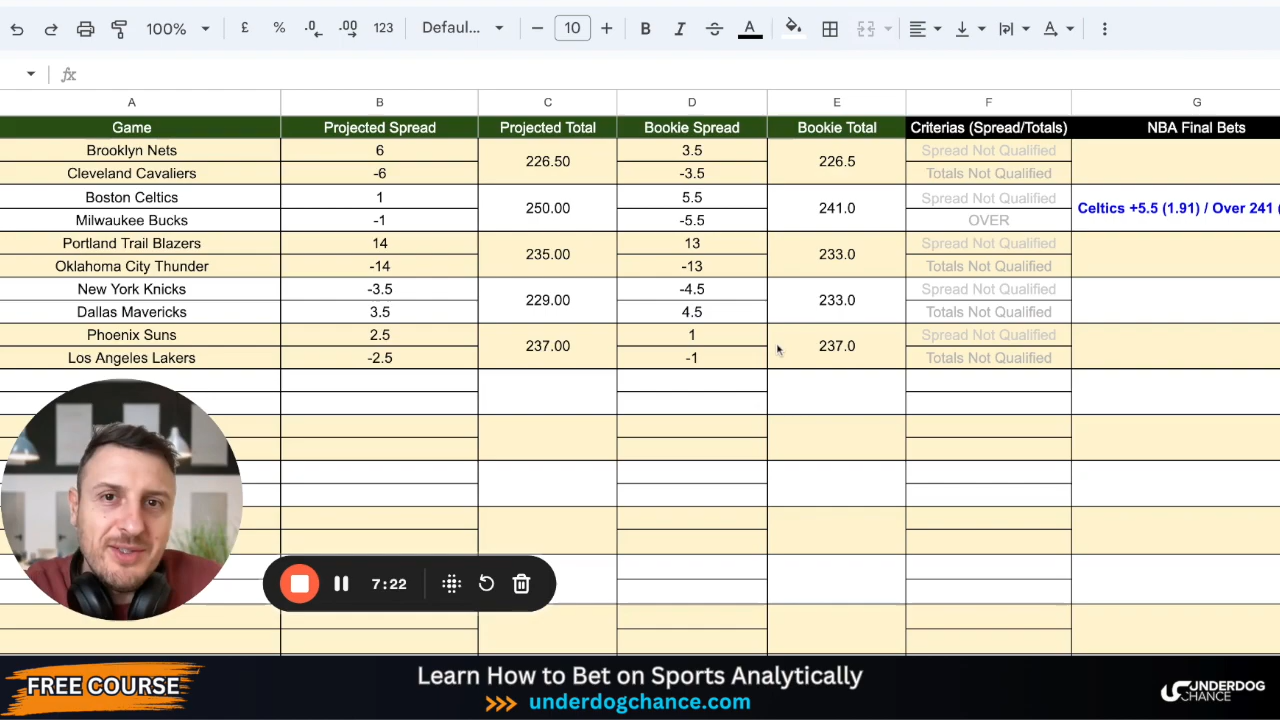 100% £ % .0 .00 123 Defaul... − 10 + B I S A
fx
A B C D E F G
Game Projected Spread Projected Total Bookie Spread Bookie Total Criterias (Spread/Totals) NBA Final Bets
Brooklyn Nets 6 226.50 3.5 226.5 Spread Not Qualified
Cleveland Cavaliers -6 -3.5 Totals Not Qualified
Boston Celtics 1 250.00 5.5 241.0 Spread Not Qualified Celtics +5.5 (1.91) / Over 241 (
Milwaukee Bucks -1 -5.5 OVER
Portland Trail Blazers 14 235.00 13 233.0 Spread Not Qualified
Oklahoma City Thunder -14 -13 Totals Not Qualified
New York Knicks -3.5 229.00 -4.5 233.0 Spread Not Qualified
Dallas Mavericks 3.5 4.5 Totals Not Qualified
Phoenix Suns 2.5 237.00 1 237.0 Spread Not Qualified
Los Angeles Lakers -2.5 -1 Totals Not Qualified
7:22
FREE COURSE
Learn How to Bet on Sports Analytically
>>> underdogchance.com
UNDERDOG
CHANCE